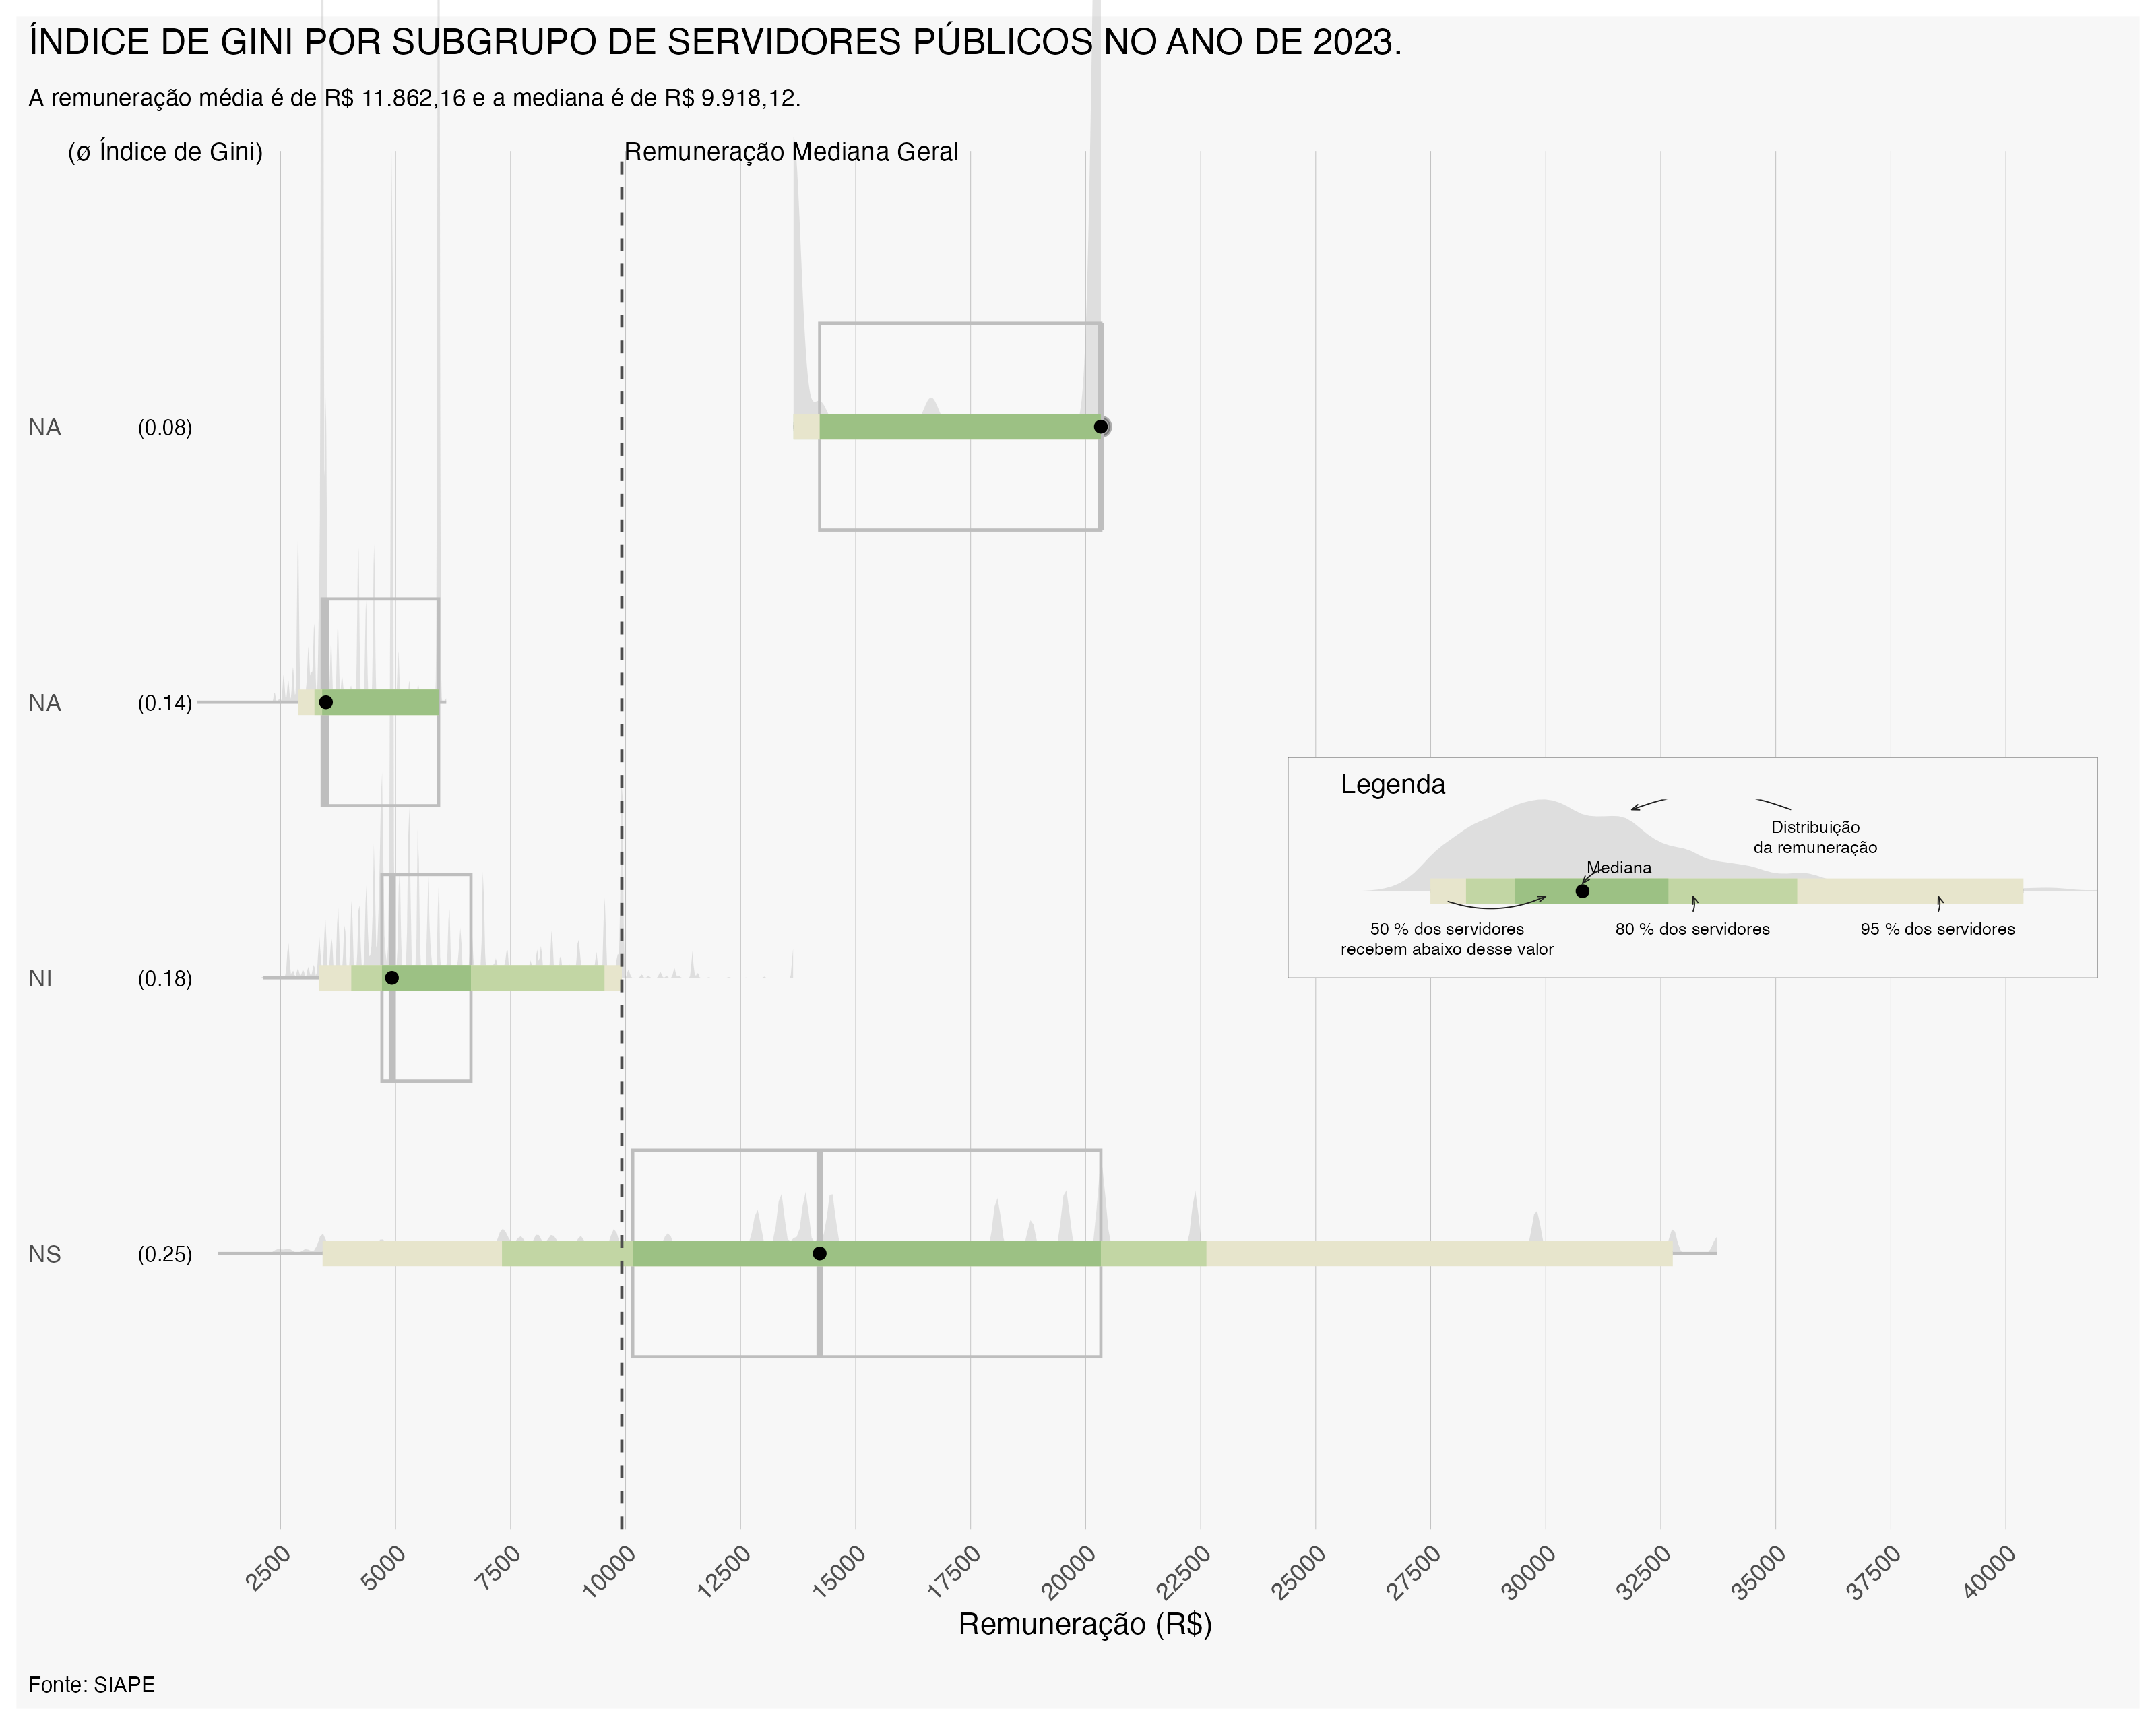 ÍNDICE DE GINI POR SUBGRUPO DE SERVIDORES PÚBLICOS NO ANO DE 2023.
A remuneração média é de R$ 11.862,16 e a mediana é de R$ 9.918,12.
(ø Índice de Gini)
Remuneração Mediana Geral
NA (0.08)
NA (0.14)
NI (0.18)
NS (0.25)
Legenda
Distribuição
da remuneração
Mediana
50 % dos servidores
recebem abaixo desse valor
80 % dos servidores
95 % dos servidores
2500 5000 7500 10000 12500 15000 17500 20000 22500 25000 27500 30000 32500 35000 37500 40000
Remuneração (R$)
Fonte: SIAPE